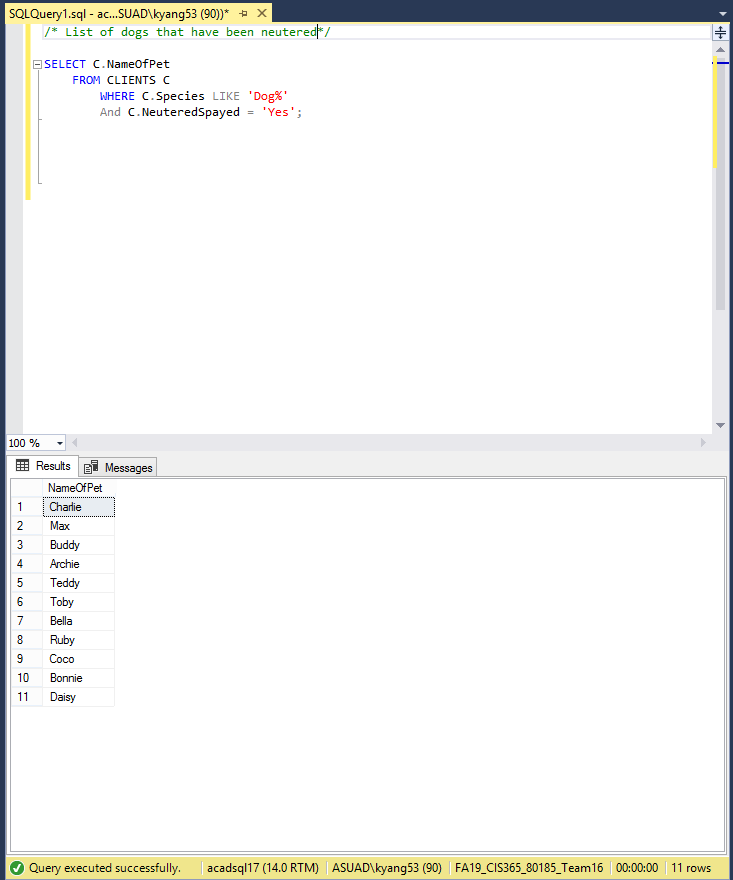 SQLQuery1.sql - ac...SUAD\kyang53 (90))*
/* List of dogs that have been neutered*/
SELECT C.NameOfPet
FROM CLIENTS C
WHERE C.Species LIKE 'Dog%'
And C.NeuteredSpayed = 'Yes';
100 %
Results Messages
NameOfPet
1 Charlie
2 Max
3 Buddy
4 Archie
5 Teddy
6 Toby
7 Bella
8 Ruby
9 Coco
10 Bonnie
11 Daisy
Query executed successfully. acadsql17 (14.0 RTM) ASUAD\kyang53 (90) FA19_CIS365_80185_Team16 00:00:00 11 rows